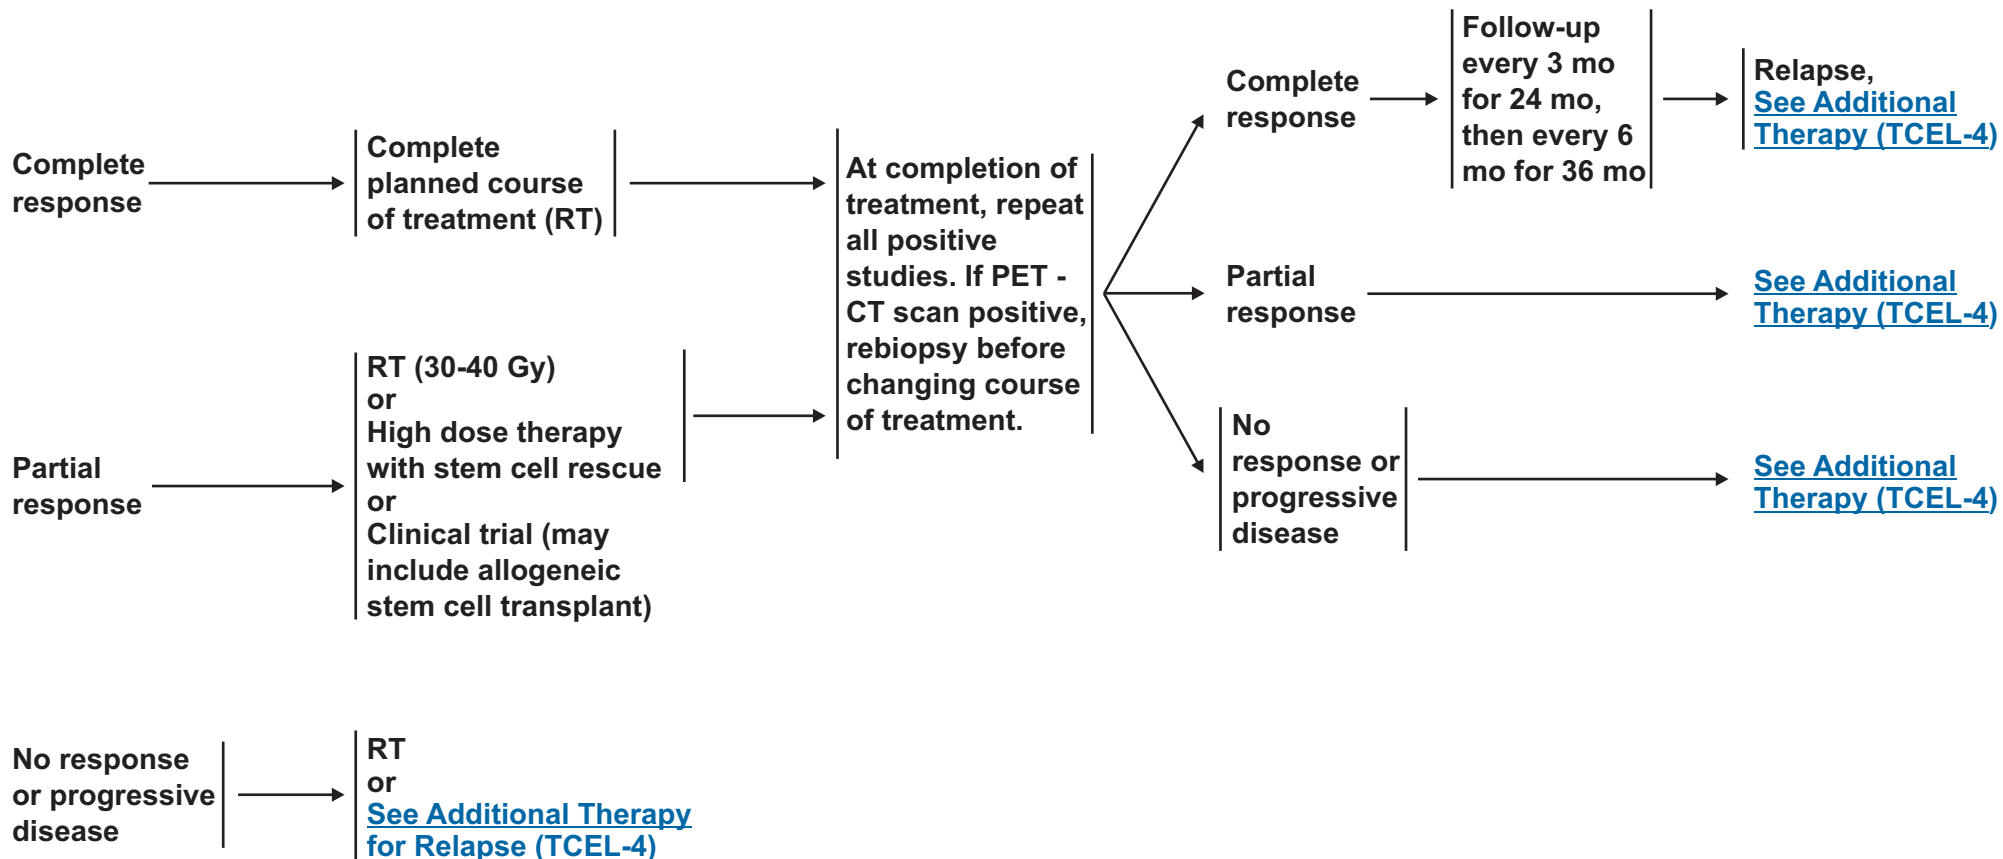 Complete
response
Complete
planned course
of treatment (RT)
Partial
response
RT (30-40 Gy)
or
High dose therapy
with stem cell rescue
or
Clinical trial (may
include allogeneic
stem cell transplant)
No response
or progressive
disease
RT
or
See Additional Therapy
for Relapse (TCEL-4)
At completion of
treatment, repeat
all positive
studies. If PET -
CT scan positive,
rebiopsy before
changing course
of treatment.
Complete
response
Follow-up
every 3 mo
for 24 mo,
then every 6
mo for 36 mo
Relapse,
See Additional
Therapy (TCEL-4)
Partial
response
See Additional
Therapy (TCEL-4)
No
response or
progressive
disease
See Additional
Therapy (TCEL-4)